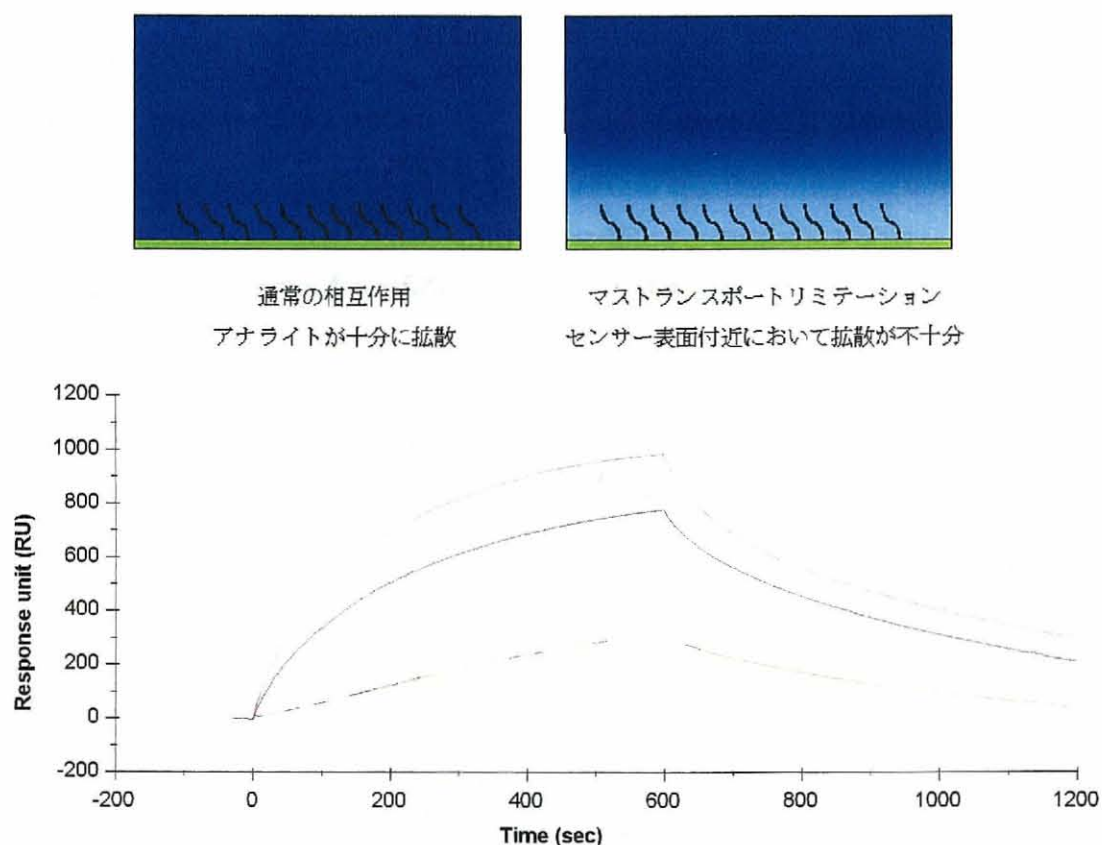 通常の相互作用
アナライトが十分に拡散
マストランスポートリミテーション
センサー表面付近において拡散が不十分
1200
1000
800
600
400
200
0
-200
Response unit (RU)
-200
0
200
400
600
800
1000
1200
Time (sec)